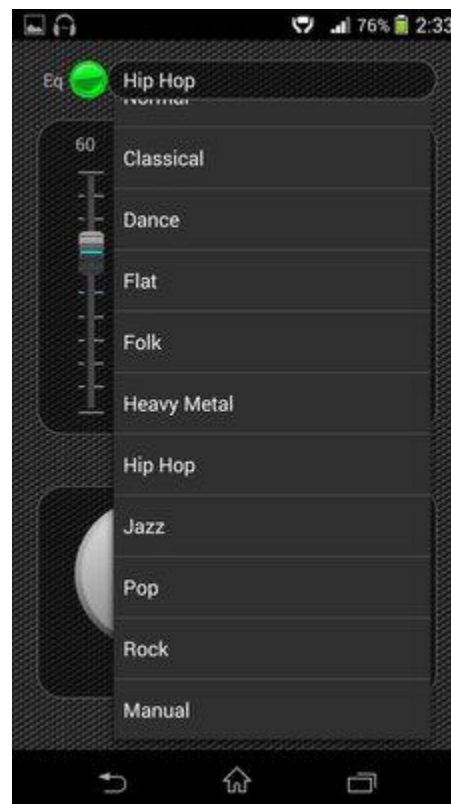 76% 2:33
Eq Hip Hop
Normal
60
Classical
Dance
Flat
Folk
Heavy Metal
Hip Hop
Jazz
Pop
Rock
Manual